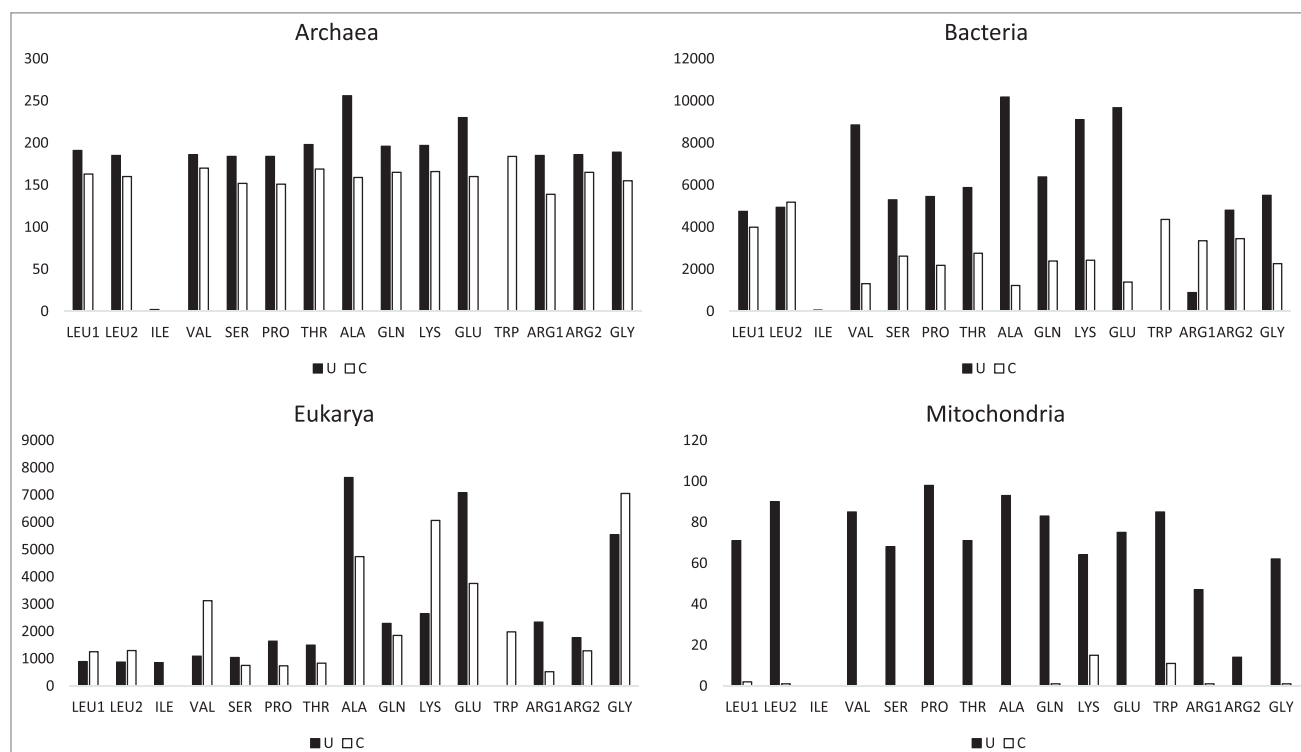 Archaea
300
250
200
150
100
50
0
LEU1 LEU2 ILE VAL SER PRO THR ALA GLN LYS GLU TRP ARG1 ARG2 GLY
U C
Bacteria
12000
10000
8000
6000
4000
2000
0
LEU1 LEU2 ILE VAL SER PRO THR ALA GLN LYS GLU TRP ARG1 ARG2 GLY
U C
Eukarya
9000
8000
7000
6000
5000
4000
3000
2000
1000
0
LEU1 LEU2 ILE VAL SER PRO THR ALA GLN LYS GLU TRP ARG1 ARG2 GLY
U C
Mitochondria
120
100
80
60
40
20
0
LEU1 LEU2 ILE VAL SER PRO THR ALA GLN LYS GLU TRP ARG1 ARG2 GLY
U C